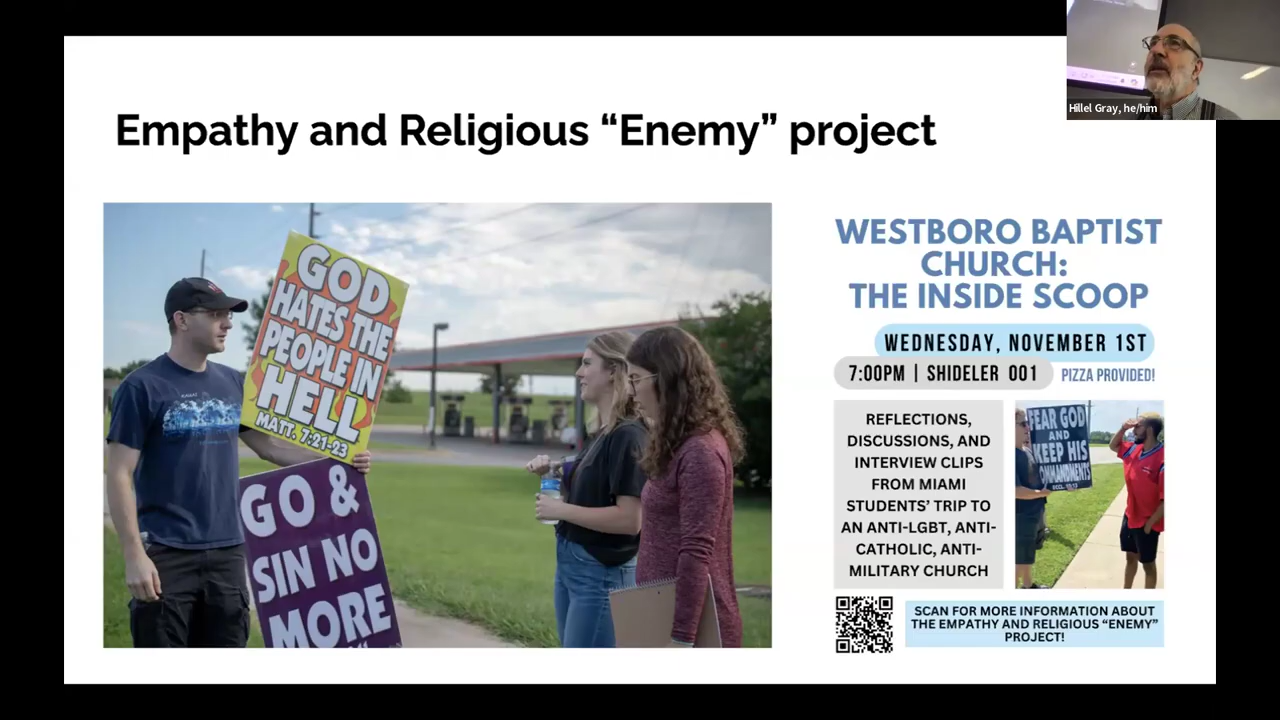 Hillel Gray, he/him
Empathy and Religious “Enemy” project
GOD
HATES THE
PEOPLE IN
HELL
MATT. 7:21-23
GO &
SIN NO
MORE
WESTBORO BAPTIST
CHURCH:
THE INSIDE SCOOP
WEDNESDAY, NOVEMBER 1ST
7:00PM | SHIDELER 001
PIZZA PROVIDED!
REFLECTIONS,
DISCUSSIONS, AND
INTERVIEW CLIPS
FROM MIAMI
STUDENTS’ TRIP TO
AN ANTI-LGBT, ANTI-
CATHOLIC, ANTI-
MILITARY CHURCH
FEAR GOD
AND
KEEP HIS
COMMANDMENTS
SCAN FOR MORE INFORMATION ABOUT
THE EMPATHY AND RELIGIOUS “ENEMY”
PROJECT!